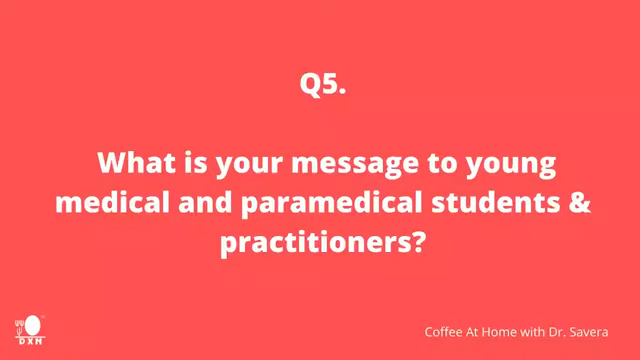 Q5.
What is your message to young
medical and paramedical students &
practitioners?
Coffee At Home with Dr. Savera
DXN